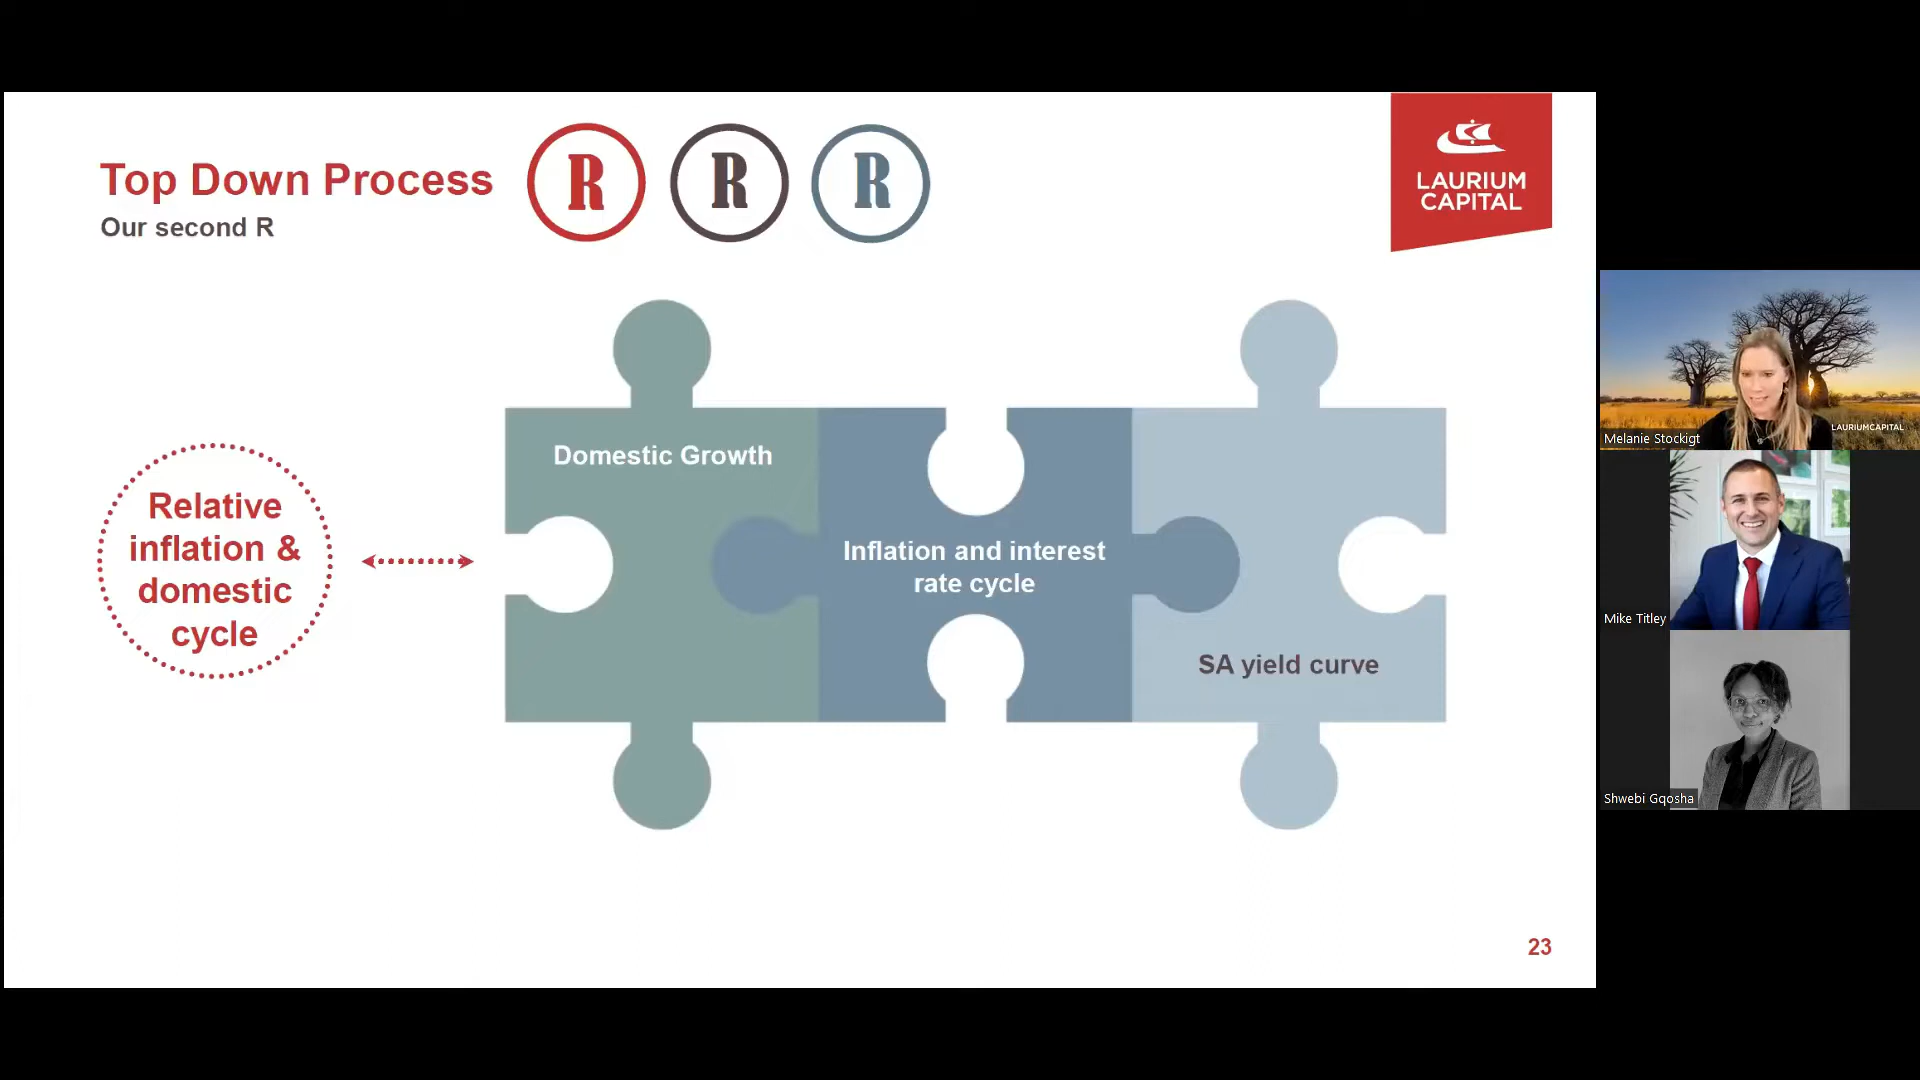 Top Down Process
Our second R
R R R
LAURIUM
CAPITAL
Domestic Growth
Relative
inflation &
domestic
cycle
Inflation and interest
rate cycle
SA yield curve
23
LAURIUMCAPITAL
Melanie Stockigt
Mike Titley
Shwebi Gqosha